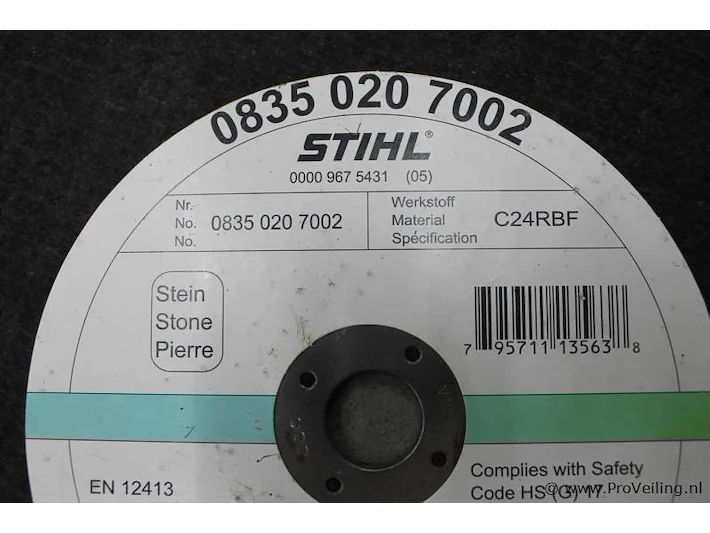 0835 020 7002
STIHL®
0000 967 5431 (05)
Nr.
No. 0835 020 7002
No.
Werkstoff
Material C24RBF
Spécification
Stein
Stone
Pierre
7 95711 13563 8
EN 12413
Complies with Safety
Code HS (G) 17
© www.ProVeiling.nl